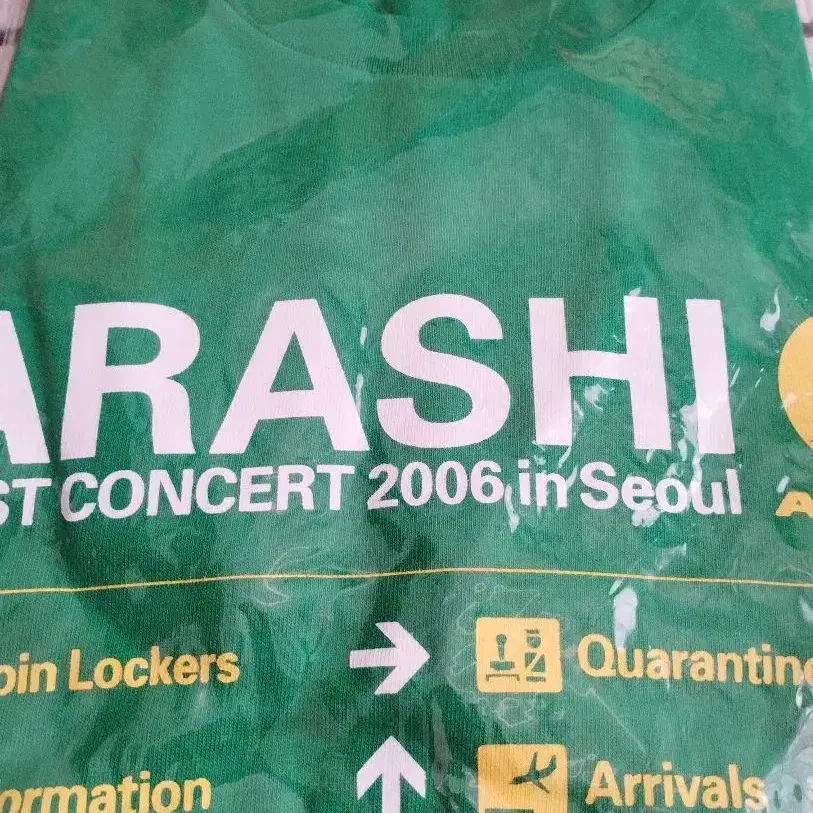 ARASHI
ST CONCERT 2006 in Seoul
oin Lockers → Quarantine
ormation ↑ Arrivals